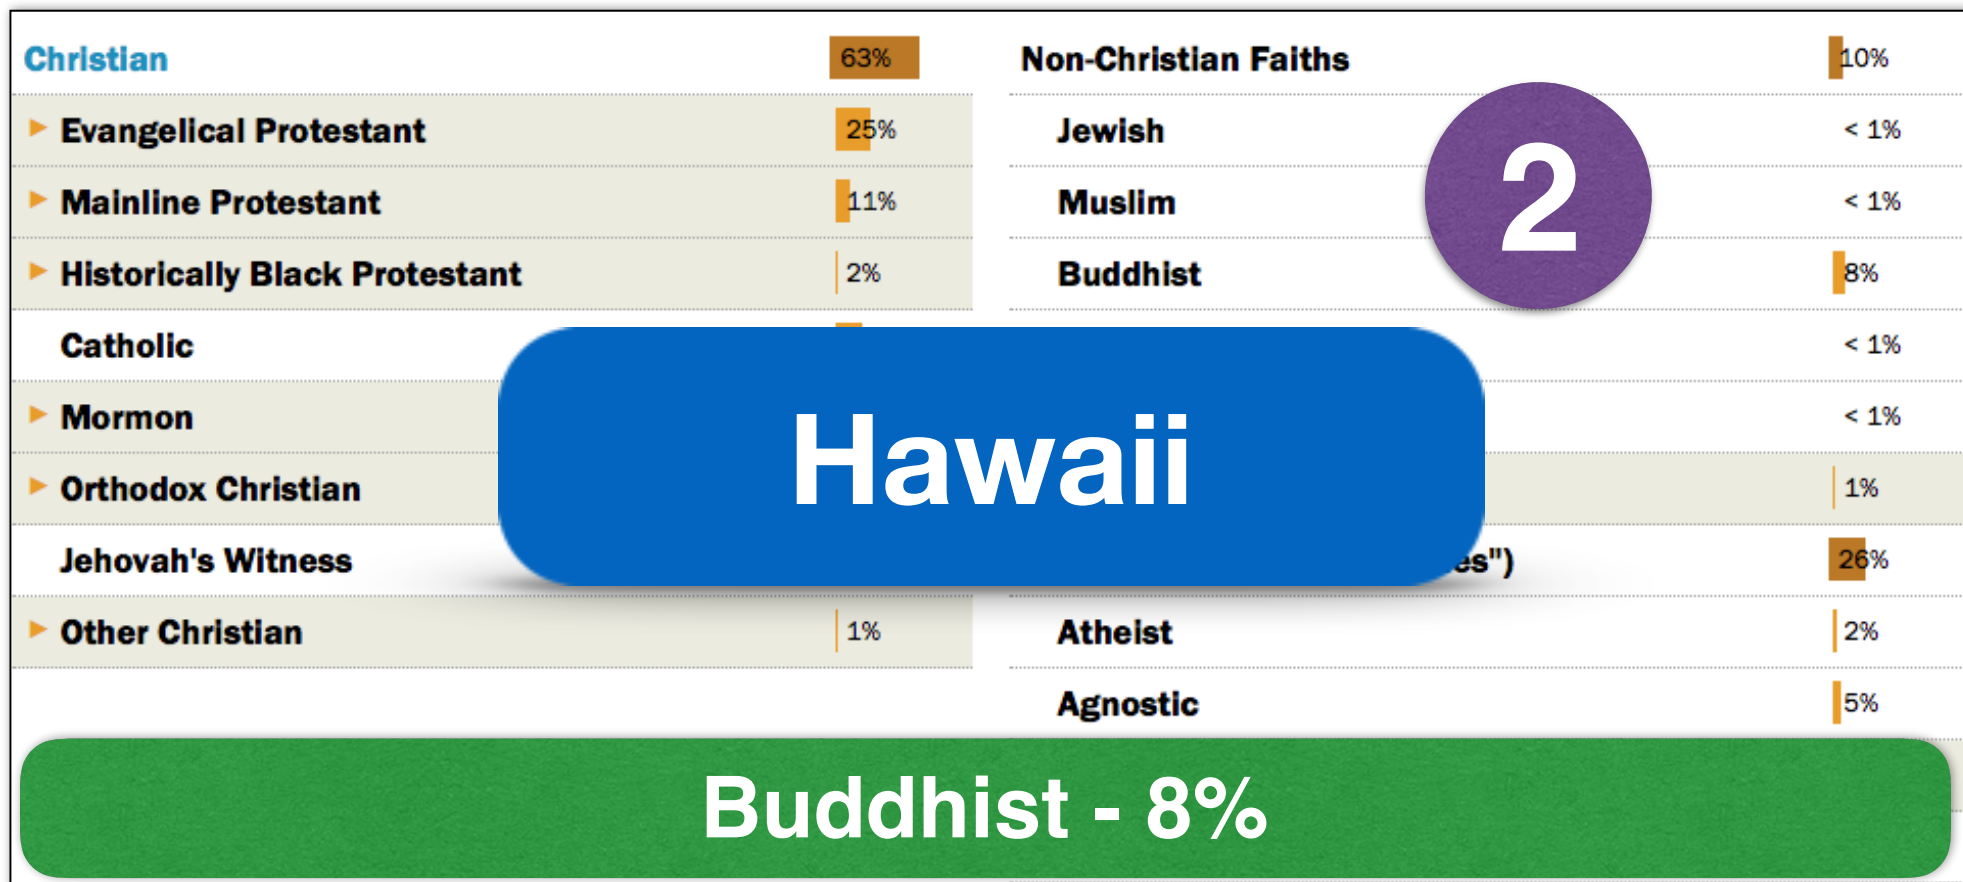 Christian 63%
Evangelical Protestant 25%
Mainline Protestant 11%
Historically Black Protestant 2%
Catholic
Mormon
Orthodox Christian
Jehovah's Witness
Other Christian 1%
Non-Christian Faiths 10%
Jewish < 1%
Muslim < 1%
Buddhist 8%
< 1%
< 1%
1%
es") 26%
Atheist 2%
Agnostic 5%
2
Hawaii
Buddhist - 8%